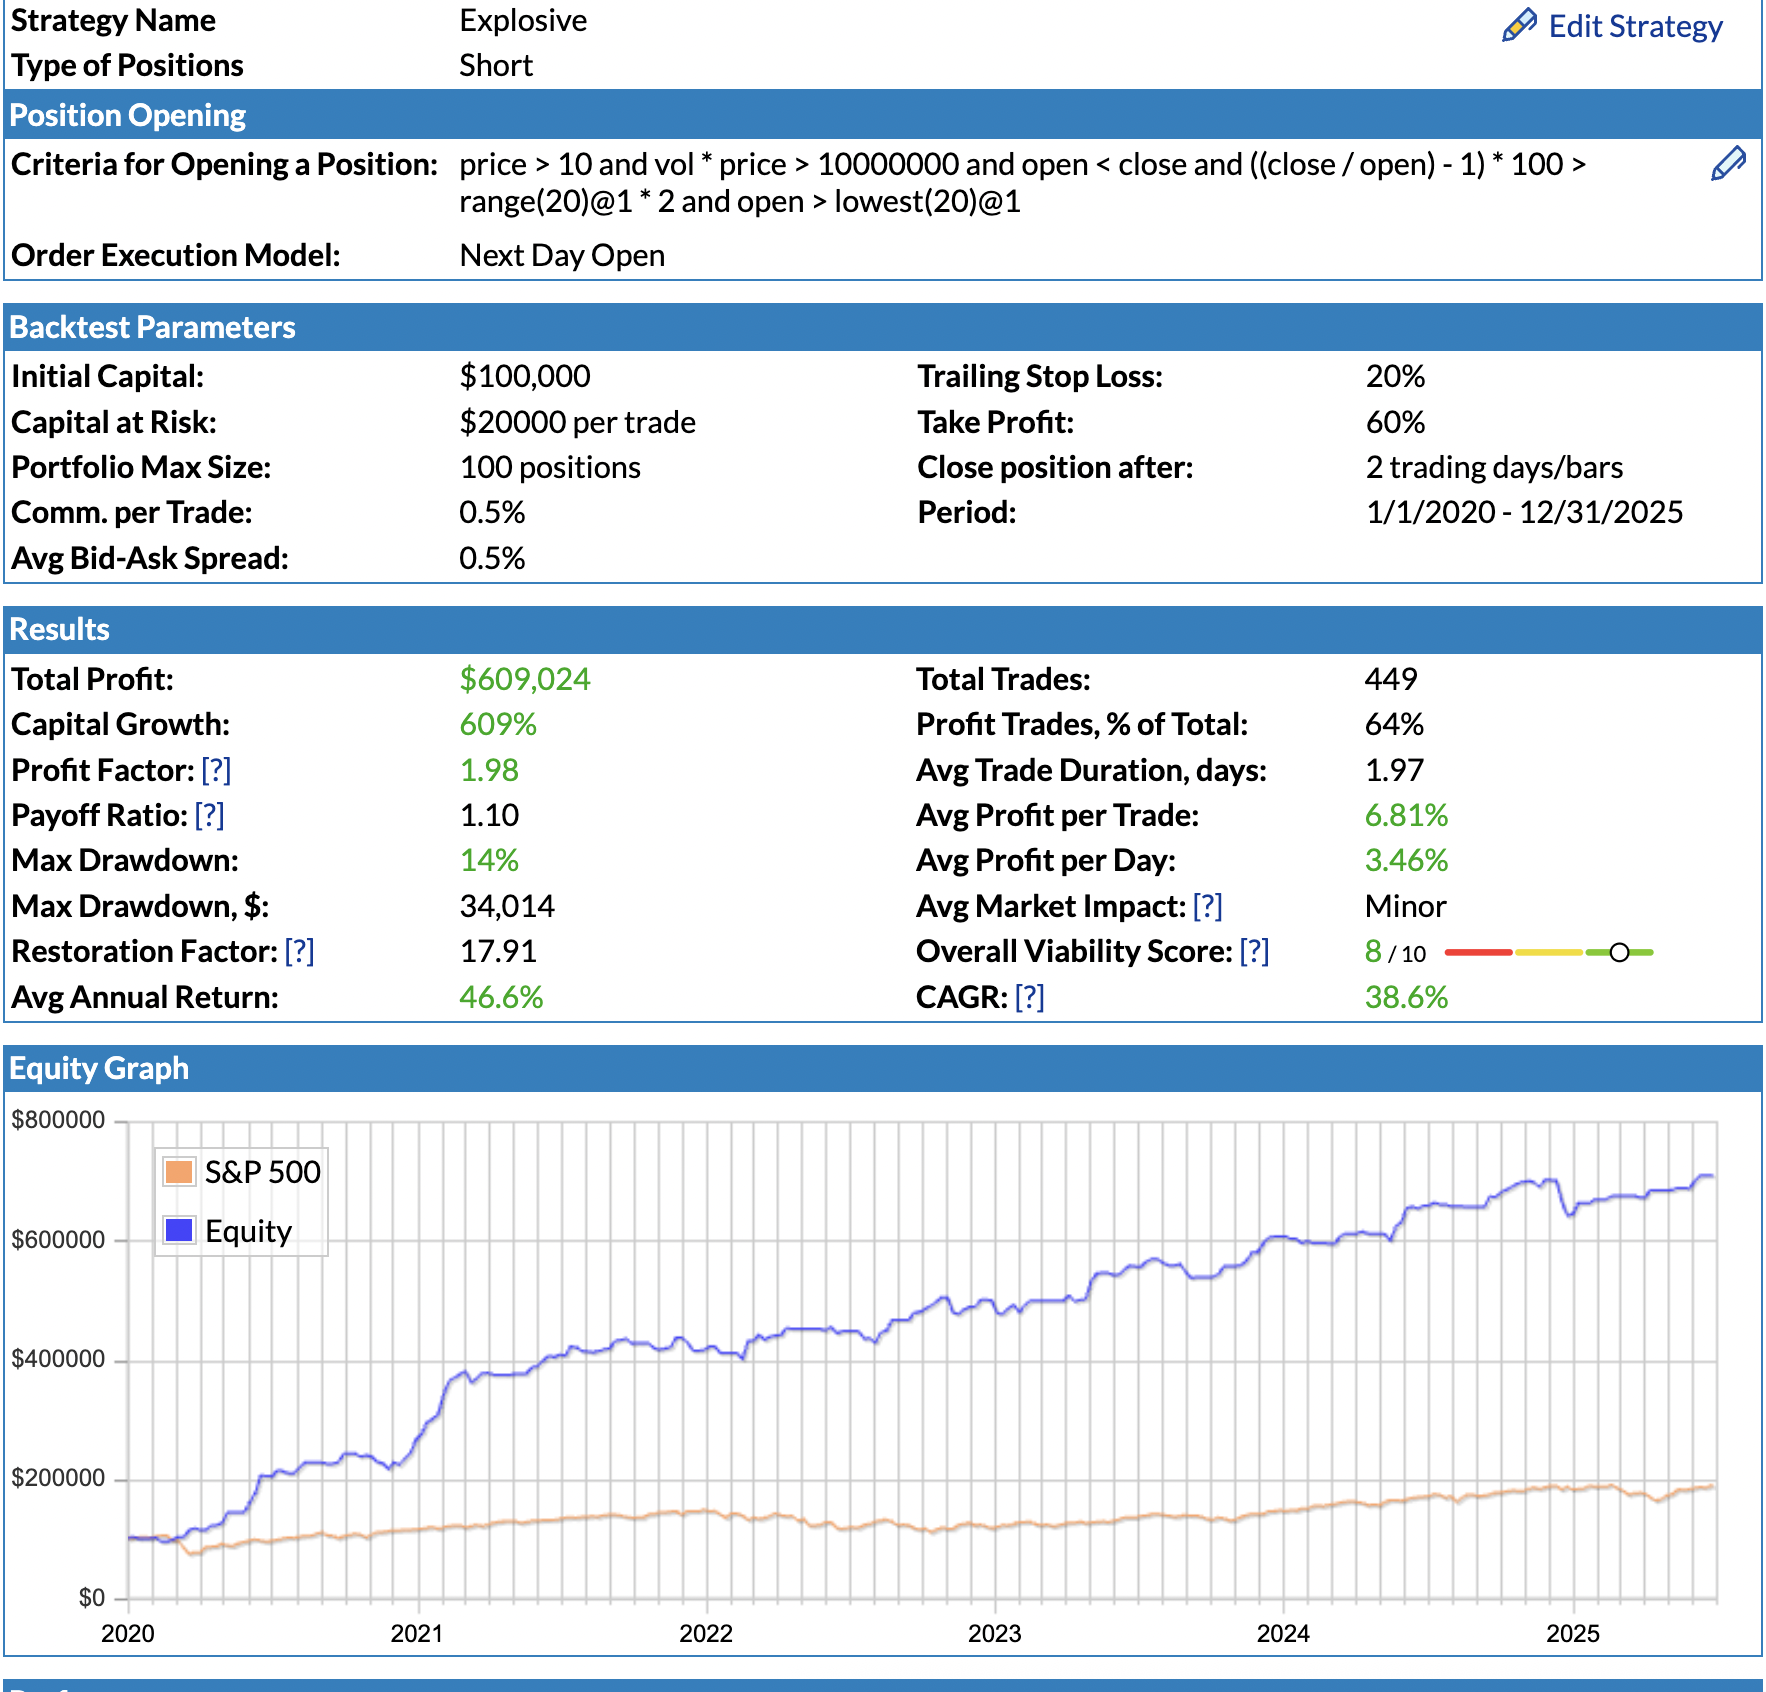 Strategy Name Explosive Edit Strategy
Type of Positions Short
Position Opening
Criteria for Opening a Position: price > 10 and vol * price > 10000000 and open < close and ((close / open) - 1) * 100 >
range(20)@1 * 2 and open > lowest(20)@1
Order Execution Model: Next Day Open
Backtest Parameters
Initial Capital: $100,000 Trailing Stop Loss: 20%
Capital at Risk: $20000 per trade Take Profit: 60%
Portfolio Max Size: 100 positions Close position after: 2 trading days/bars
Comm. per Trade: 0.5% Period: 1/1/2020 - 12/31/2025
Avg Bid-Ask Spread: 0.5%
Results
Total Profit: $609,024 Total Trades: 449
Capital Growth: 609% Profit Trades, % of Total: 64%
Profit Factor: [?] 1.98 Avg Trade Duration, days: 1.97
Payoff Ratio: [?] 1.10 Avg Profit per Trade: 6.81%
Max Drawdown: 14% Avg Profit per Day: 3.46%
Max Drawdown, $: 34,014 Avg Market Impact: [?] Minor
Restoration Factor: [?] 17.91 Overall Viability Score: [?] 8 / 10
Avg Annual Return: 46.6% CAGR: [?] 38.6%
Equity Graph
$800000
S&P 500
Equity
$600000
$400000
$200000
$0
2020 2021 2022 2023 2024 2025